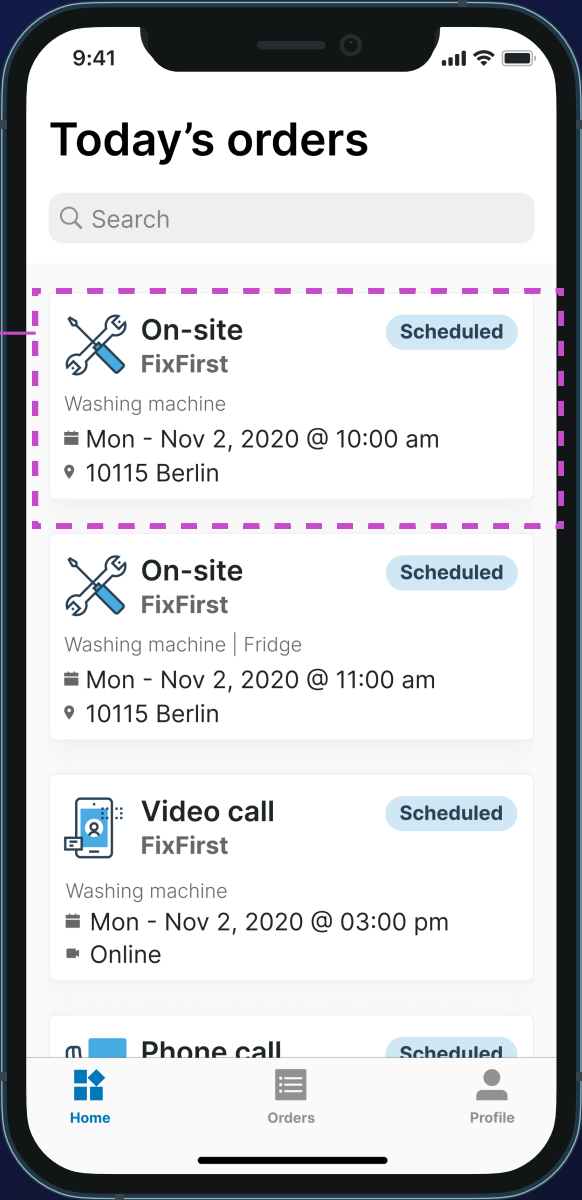 9:41
Today’s orders
Search
On-site
Scheduled
FixFirst
Washing machine
Mon - Nov 2, 2020 @ 10:00 am
10115 Berlin
On-site
Scheduled
FixFirst
Washing machine | Fridge
Mon - Nov 2, 2020 @ 11:00 am
10115 Berlin
Video call
Scheduled
FixFirst
Washing machine
Mon - Nov 2, 2020 @ 03:00 pm
Online
Phone call
Scheduled
Home
Orders
Profile